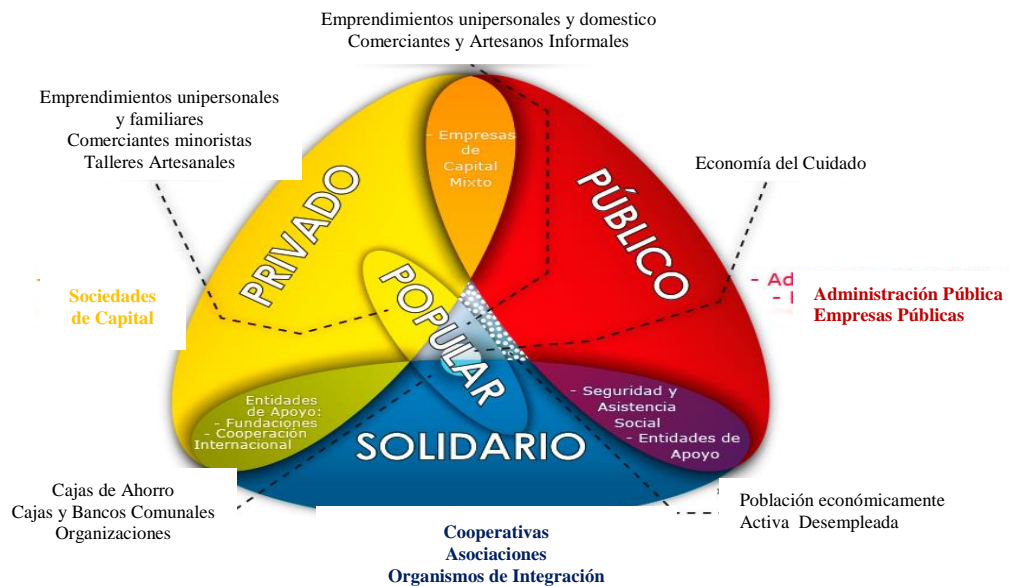 Emprendimientos unipersonales y domestico
Comerciantes y Artesanos Informales
Emprendimientos unipersonales
y familiares
Comerciantes minoristas
Talleres Artesanales
- Empresas
de
Capital
Mixto
Economía del Cuidado
PRIVADO
PÚBLICO
POPULAR
Sociedades
de Capital
- Ad
Administración Pública
Empresas Públicas
Entidades
de Apoyo:
- Fundaciones
- Cooperación
Internacional
- Seguridad y
Asistencia
Social
- Entidades de
Apoyo
SOLIDARIO
Cajas de Ahorro
Cajas y Bancos Comunales
Organizaciones
Población económicamente
Activa Desempleada
Cooperativas
Asociaciones
Organismos de Integración